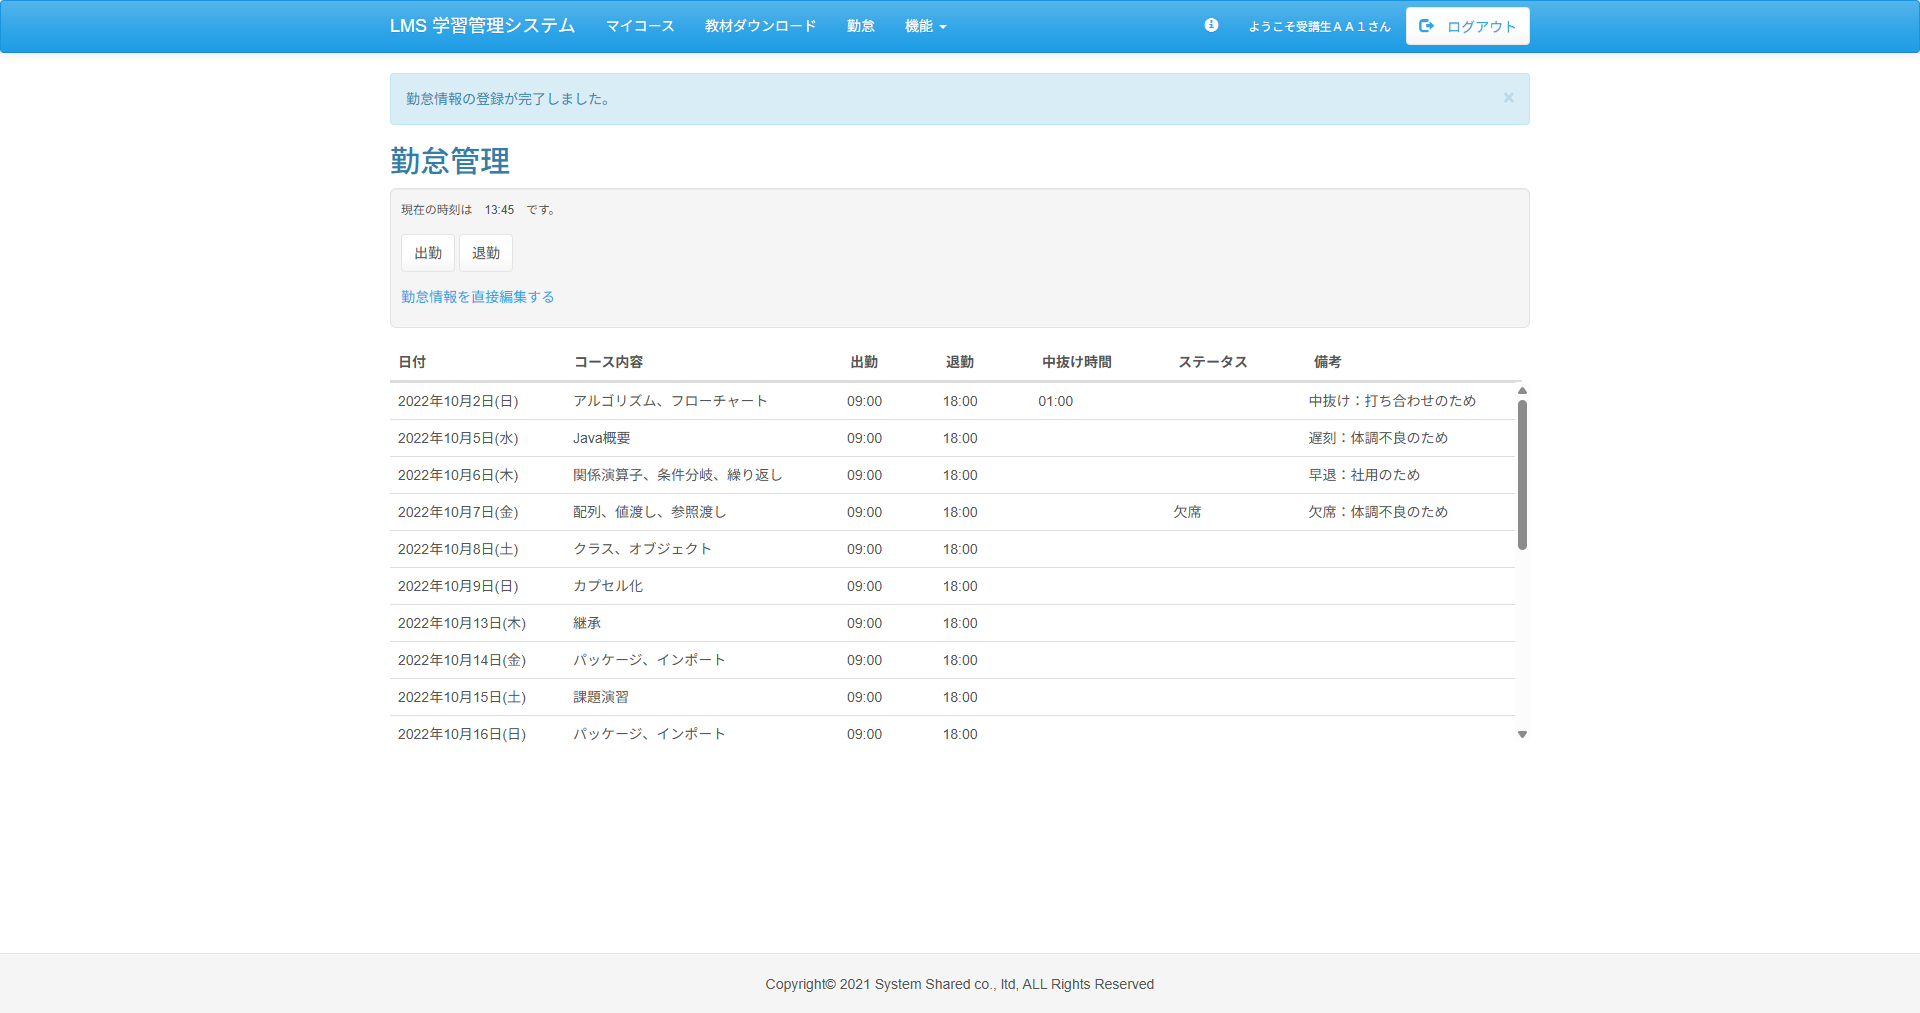 LMS 学習管理システム マイコース 教材ダウンロード 勤怠 機能 ようこそ受講生ＡＡ１さん ログアウト
勤怠情報の登録が完了しました。 ×
勤怠管理
現在の時刻は 13:45 です。
出勤 退勤
勤怠情報を直接編集する
日付 コース内容 出勤 退勤 中抜け時間 ステータス 備考
2022年10月2日(日) アルゴリズム、フローチャート 09:00 18:00 01:00 中抜け：打ち合わせのため
2022年10月5日(水) Java概要 09:00 18:00 遅刻：体調不良のため
2022年10月6日(木) 関係演算子、条件分岐、繰り返し 09:00 18:00 早退：社用のため
2022年10月7日(金) 配列、値渡し、参照渡し 09:00 18:00 欠席 欠席：体調不良のため
2022年10月8日(土) クラス、オブジェクト 09:00 18:00
2022年10月9日(日) カプセル化 09:00 18:00
2022年10月13日(木) 継承 09:00 18:00
2022年10月14日(金) パッケージ、インポート 09:00 18:00
2022年10月15日(土) 課題演習 09:00 18:00
2022年10月16日(日) パッケージ、インポート 09:00 18:00
Copyright© 2021 System Shared co., ltd, ALL Rights Reserved